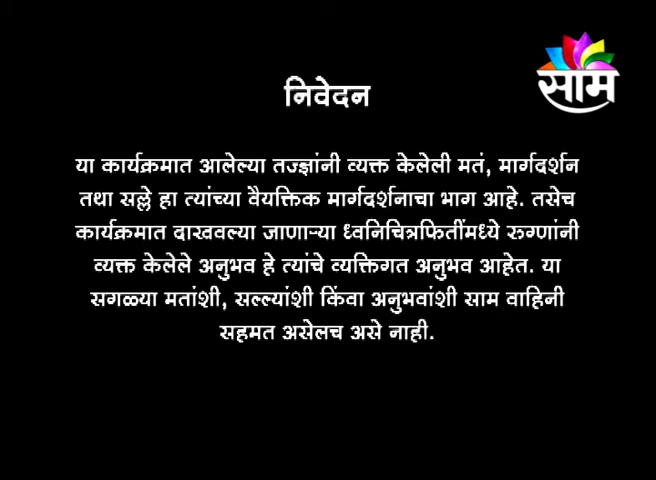 साम
निवेदन
या कार्यक्रमात आलेल्या तज्ज्ञांनी व्यक्त केलेली मतं, मार्गदर्शन
तथा सल्ले हा त्यांच्या वैयक्तिक मार्गदर्शनाचा भाग आहे. तसेच
कार्यक्रमात दाखवल्या जाणाऱ्या ध्वनिचित्रफितींमध्ये रुग्णांनी
व्यक्त केलेले अनुभव हे त्यांचे व्यक्तिगत अनुभव आहेत. या
सगळ्या मतांशी, सल्ल्यांशी किंवा अनुभवांशी साम वाहिनी
सहमत असेलच असे नाही.